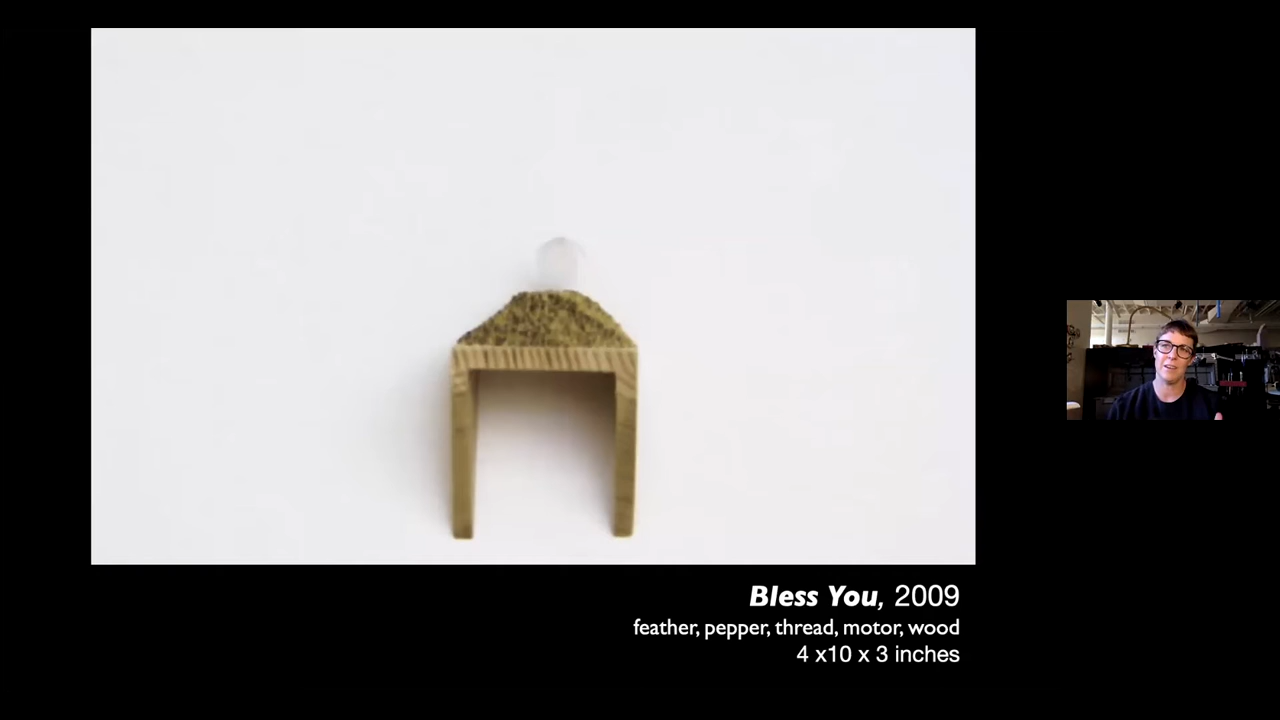 Bless You, 2009
feather, pepper, thread, motor, wood
4 x10 x 3 inches